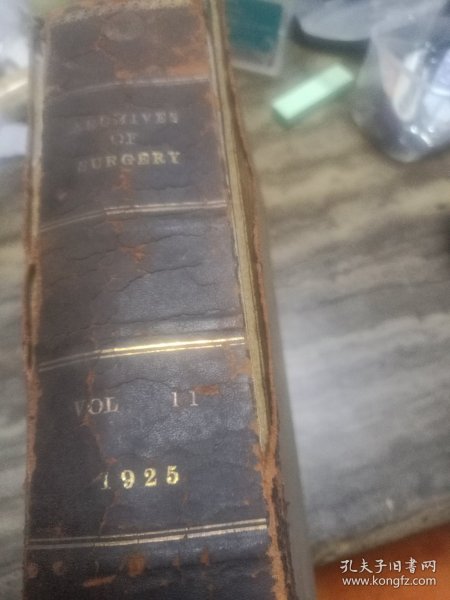 ARCHIVES
OF
SURGERY
VOL 11
1925
孔夫子旧书网
www.kongfz.com